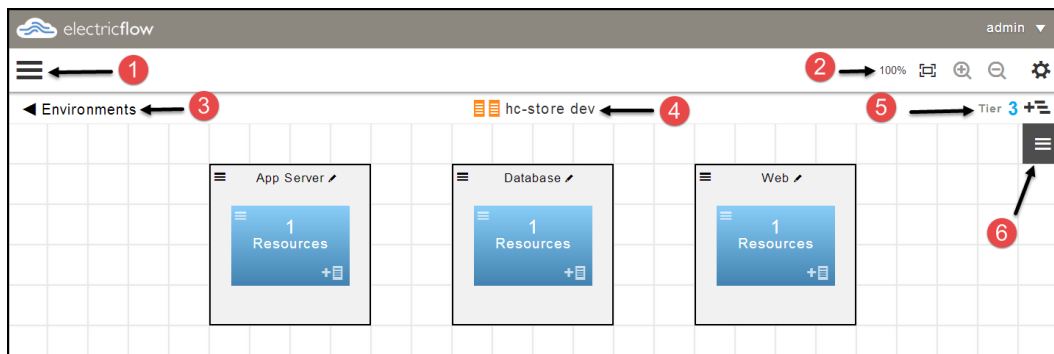 electricflow
admin
1
2
100%
3
Environments
hc-store dev
4
5
Tier 3
App Server
Database
Web
1
Resources
1
Resources
1
Resources
6